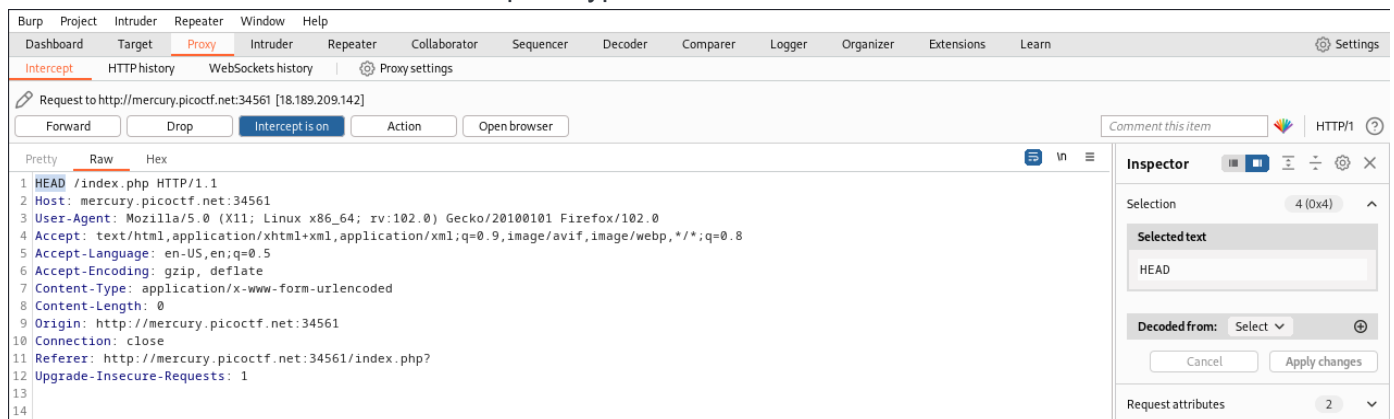 Burp Project Intruder Repeater Window Help
Dashboard Target Proxy Intruder Repeater Collaborator Sequencer Decoder Comparer Logger Organizer Extensions Learn Settings
Intercept HTTP history WebSockets history Proxy settings
Request to http://mercury.picoctf.net:34561 [18.189.209.142]
Forward Drop Intercept is on Action Open browser Comment this item HTTP/1 ?
Pretty Raw Hex \n
Inspector
1 HEAD /index.php HTTP/1.1
2 Host: mercury.picoctf.net:34561
3 User-Agent: Mozilla/5.0 (X11; Linux x86_64; rv:102.0) Gecko/20100101 Firefox/102.0
4 Accept: text/html,application/xhtml+xml,application/xml;q=0.9,image/avif,image/webp,*/*;q=0.8
5 Accept-Language: en-US,en;q=0.5
6 Accept-Encoding: gzip, deflate
7 Content-Type: application/x-www-form-urlencoded
8 Content-Length: 0
9 Origin: http://mercury.picoctf.net:34561
10 Connection: close
11 Referer: http://mercury.picoctf.net:34561/index.php?
12 Upgrade-Insecure-Requests: 1
13
14
Selection 4 (0x4)
Selected text
HEAD
Decoded from: Select
Cancel Apply changes
Request attributes 2